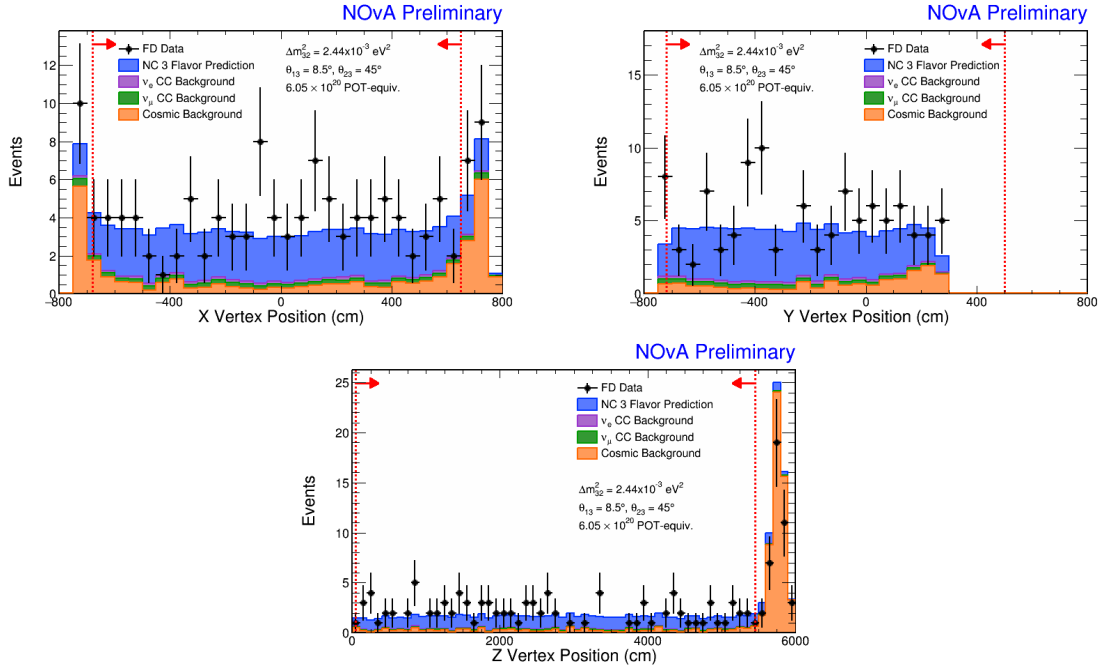 NOvA Preliminary
FD Data
NC 3 Flavor Prediction
νe CC Background
νμ CC Background
Cosmic Background
Δm²32 = 2.44x10⁻³ eV²
θ13 = 8.5°, θ23 = 45°
6.05 × 10²⁰ POT-equiv.
Events
12
10
8
6
4
2
0
−800
−400
0
400
800
X Vertex Position (cm)
NOvA Preliminary
Δm²32 = 2.44x10⁻³ eV²
θ13 = 8.5°, θ23 = 45°
6.05 × 10²⁰ POT-equiv.
FD Data
NC 3 Flavor Prediction
νe CC Background
νμ CC Background
Cosmic Background
Events
15
10
5
0
−800
−400
0
400
800
Y Vertex Position (cm)
NOvA Preliminary
FD Data
NC 3 Flavor Prediction
νe CC Background
νμ CC Background
Cosmic Background
Δm²32 = 2.44x10⁻³ eV²
θ13 = 8.5°, θ23 = 45°
6.05 × 10²⁰ POT-equiv.
Events
25
20
15
10
5
0
0
2000
4000
6000
Z Vertex Position (cm)